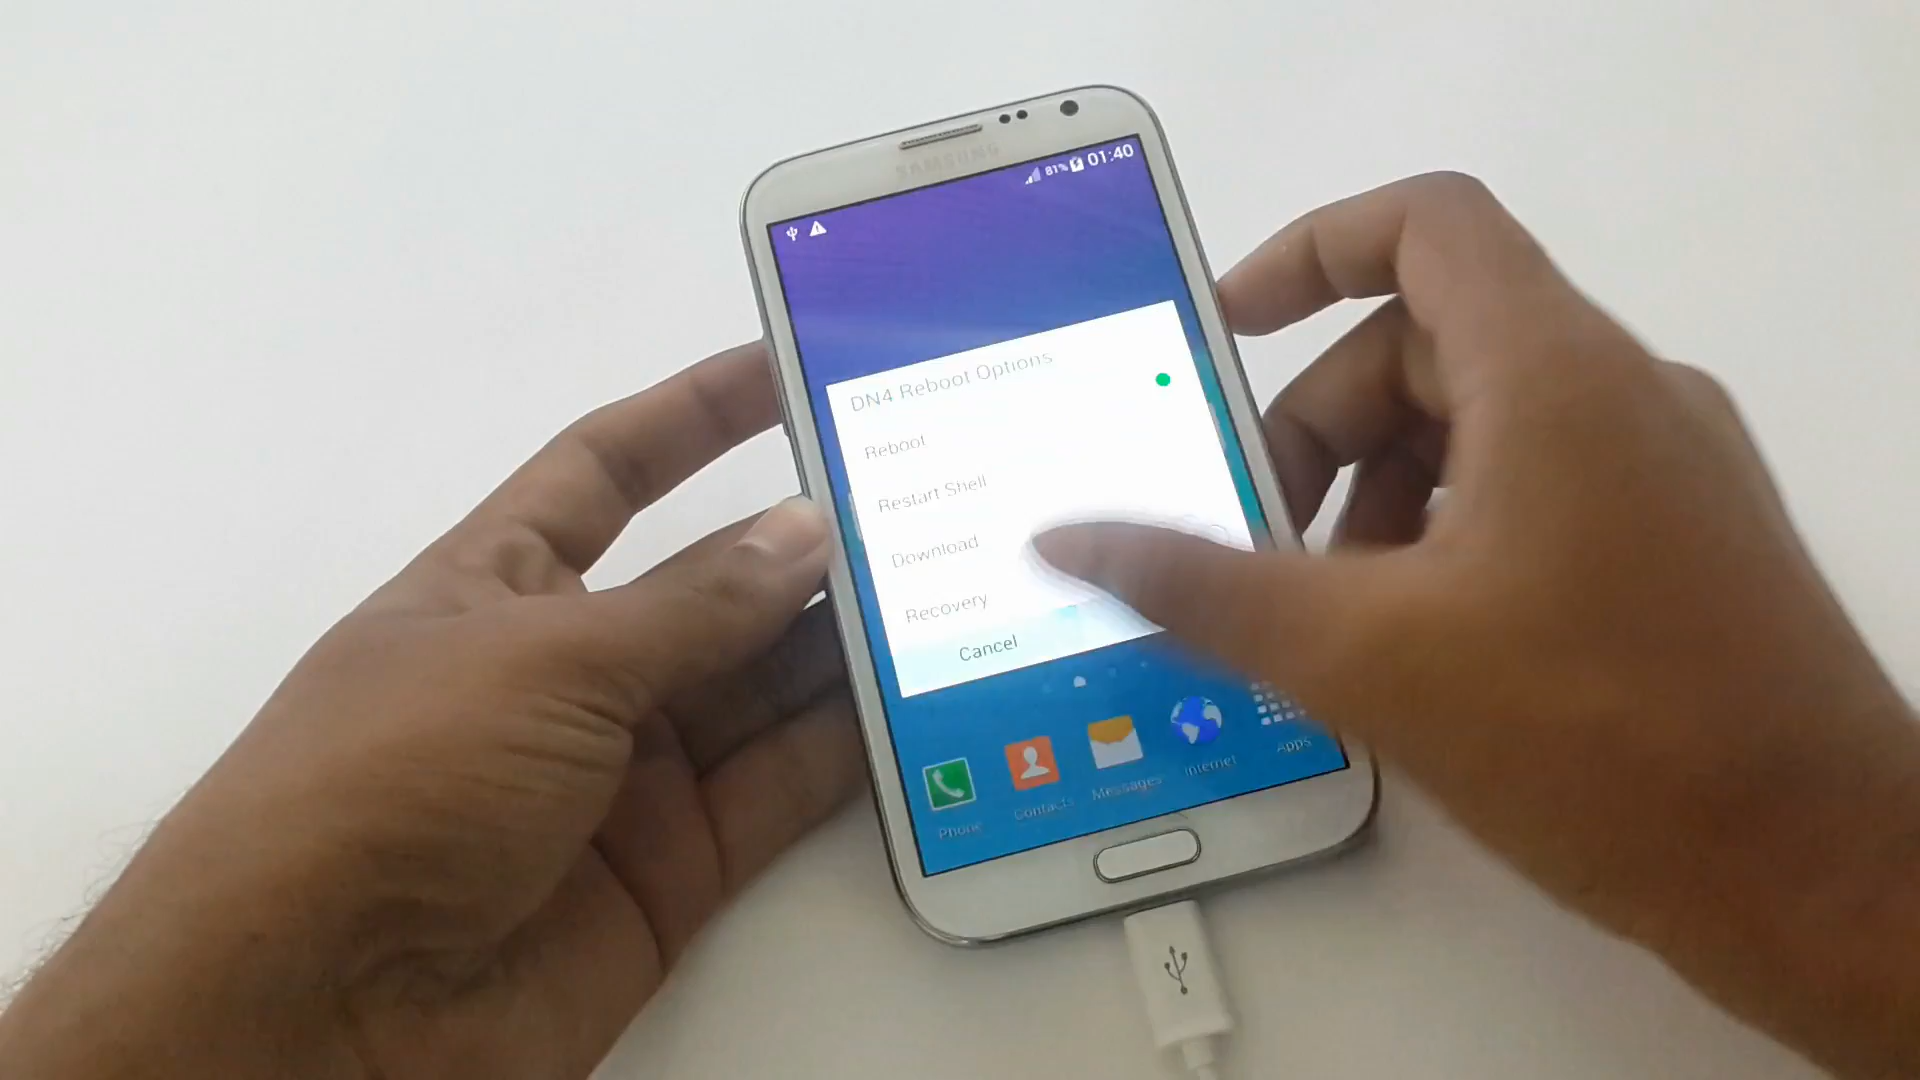 SAMSUNG
81% 01:40
DN4 Reboot Options
Reboot
Restart Shell
Download
Recovery
Cancel
Phone
Contacts
Messages
Internet
Apps